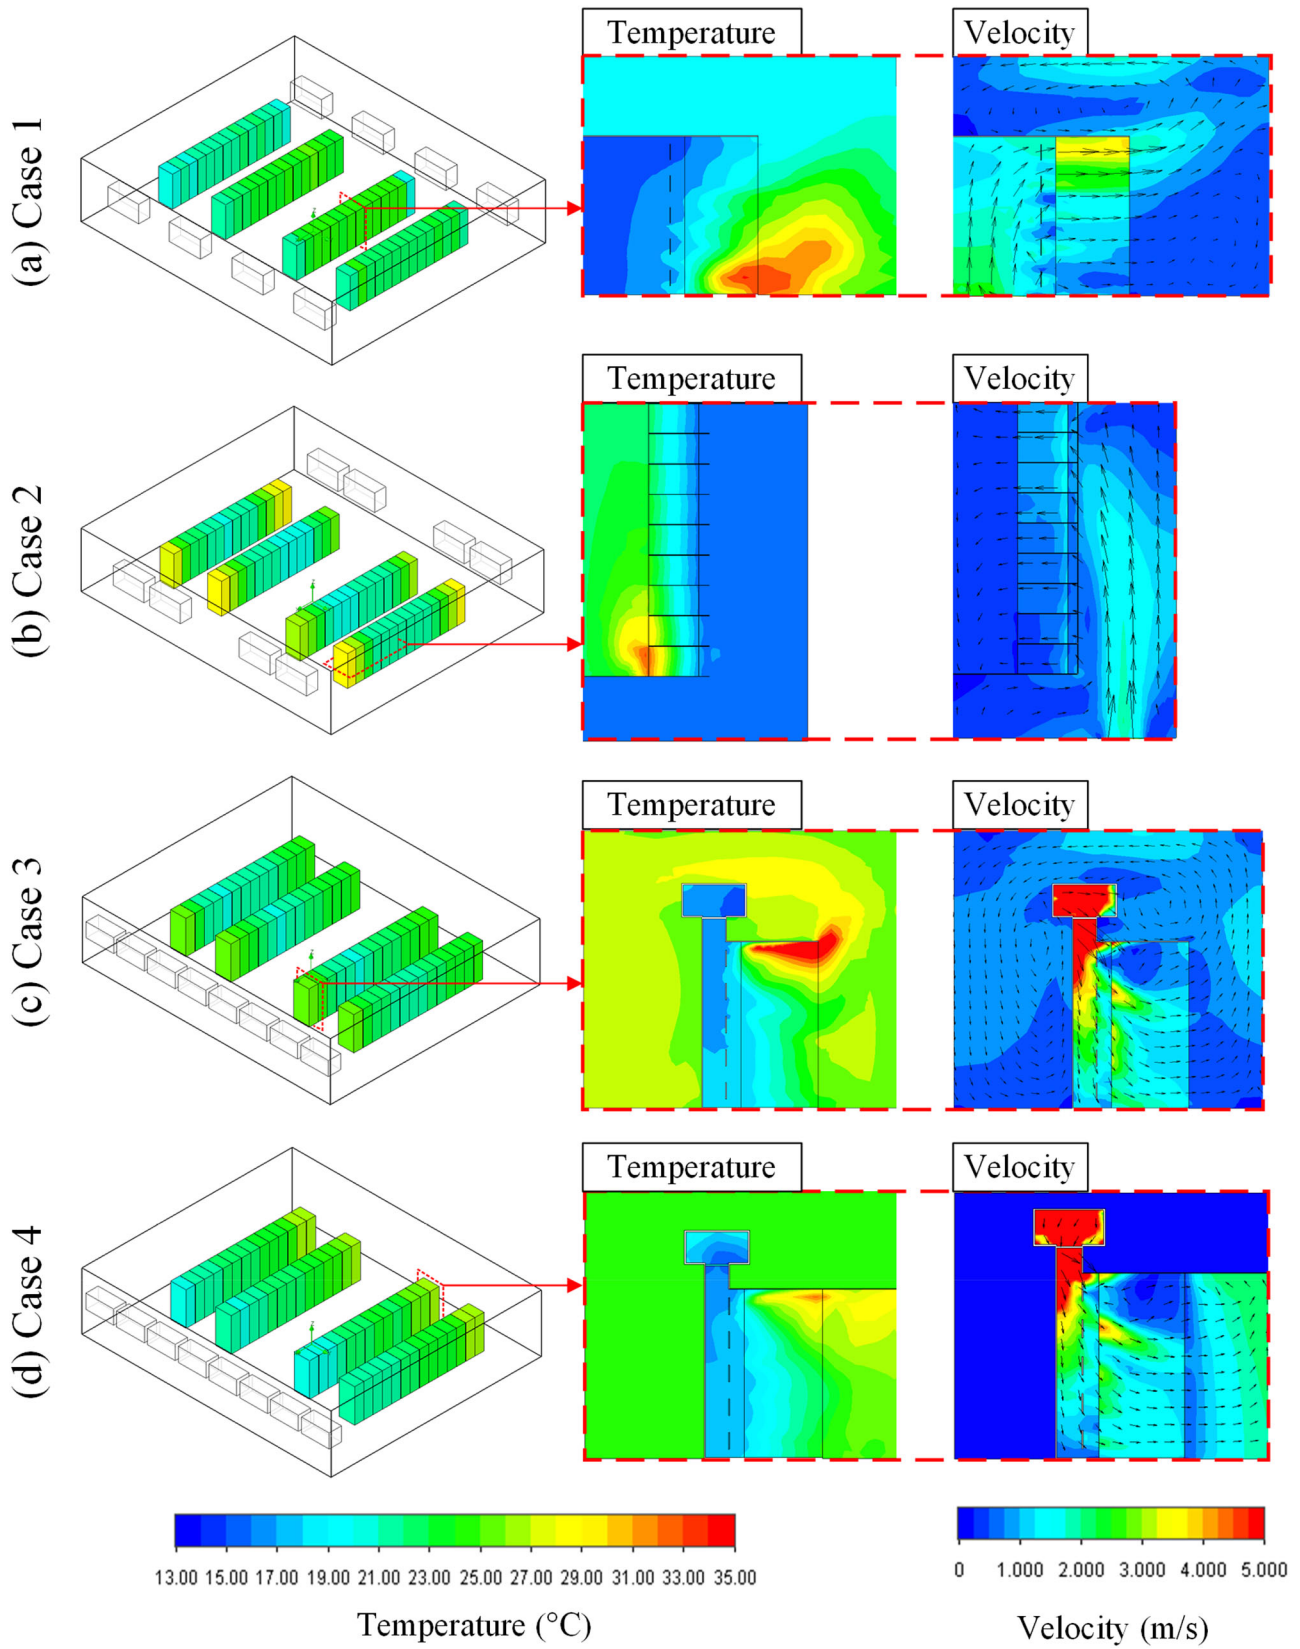 (a) Case 1
Temperature
Velocity
(b) Case 2
Temperature
Velocity
(c) Case 3
Temperature
Velocity
(d) Case 4
Temperature
Velocity
13.00 15.00 17.00 19.00 21.00 23.00 25.00 27.00 29.00 31.00 33.00 35.00
Temperature (°C)
0 1.000 2.000 3.000 4.000 5.000
Velocity (m/s)